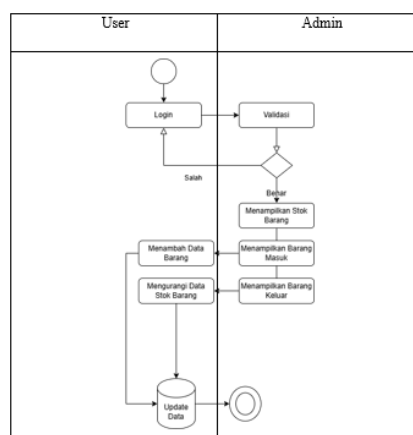 User
Admin
Login
Validasi
Salah
Benar
Menampilkan Stok
Barang
Menambah Data
Barang
Menampilkan Barang
Masuk
Mengurangi Data
Stok Barang
Menampilkan Barang
Keluar
Update
Data